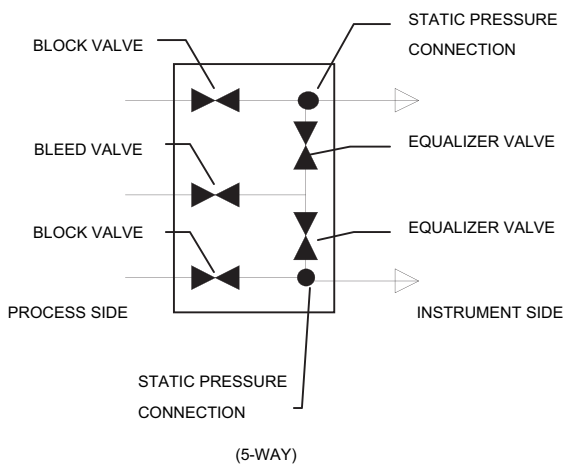 STATIC PRESSURE
CONNECTION
BLOCK VALVE
BLEED VALVE
EQUALIZER VALVE
BLOCK VALVE
EQUALIZER VALVE
PROCESS SIDE
INSTRUMENT SIDE
STATIC PRESSURE
CONNECTION
(5-WAY)